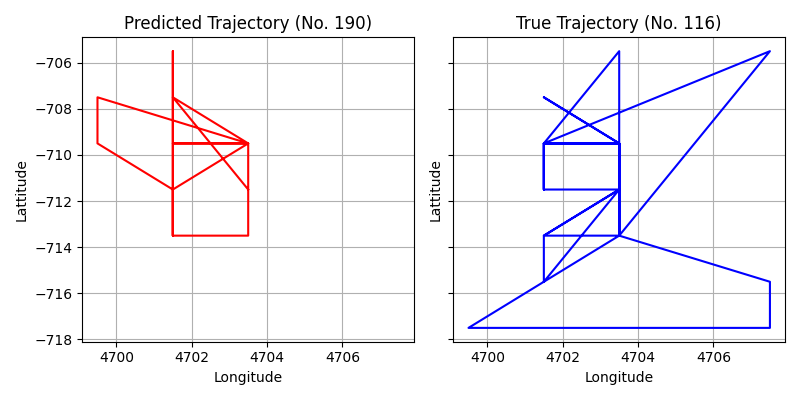 Predicted Trajectory (No. 190)
True Trajectory (No. 116)
Lattitude
−706
−708
−710
−712
−714
−716
−718
4700
4702
4704
4706
Longitude
Lattitude
4700
4702
4704
4706
Longitude